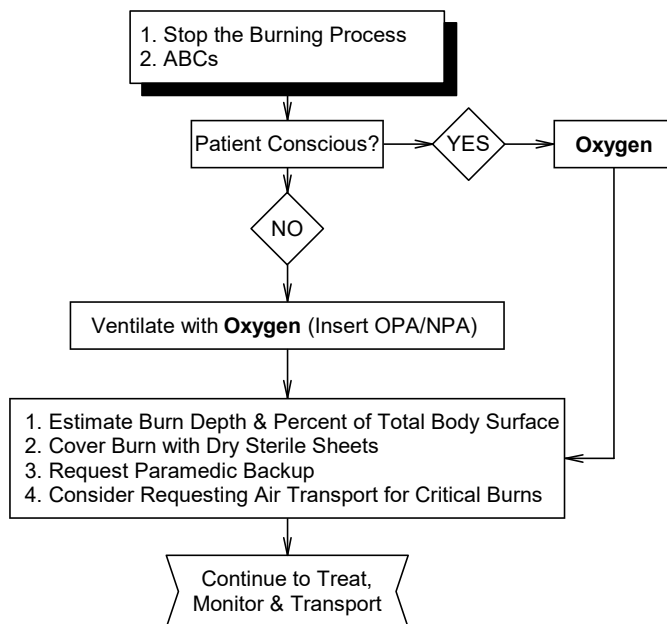 1. Stop the Burning Process
2. ABCs
Patient Conscious?
YES
Oxygen
NO
Ventilate with Oxygen (Insert OPA/NPA)
1. Estimate Burn Depth & Percent of Total Body Surface
2. Cover Burn with Dry Sterile Sheets
3. Request Paramedic Backup
4. Consider Requesting Air Transport for Critical Burns
Continue to Treat,
Monitor & Transport